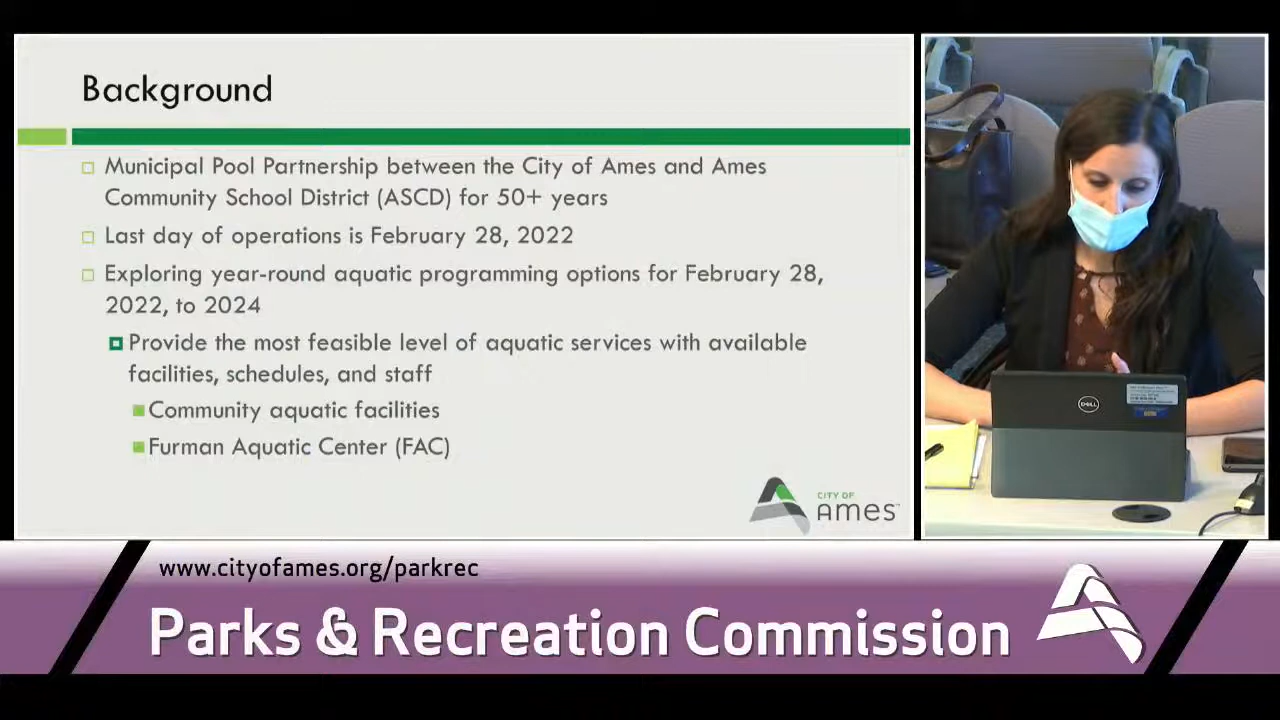 Background
Municipal Pool Partnership between the City of Ames and Ames
Community School District (ASCD) for 50+ years
Last day of operations is February 28, 2022
Exploring year-round aquatic programming options for February 28,
2022, to 2024
Provide the most feasible level of aquatic services with available
facilities, schedules, and staff
Community aquatic facilities
Furman Aquatic Center (FAC)
CITY OF
AMES™
DELL
www.cityofames.org/parkrec
Parks & Recreation Commission